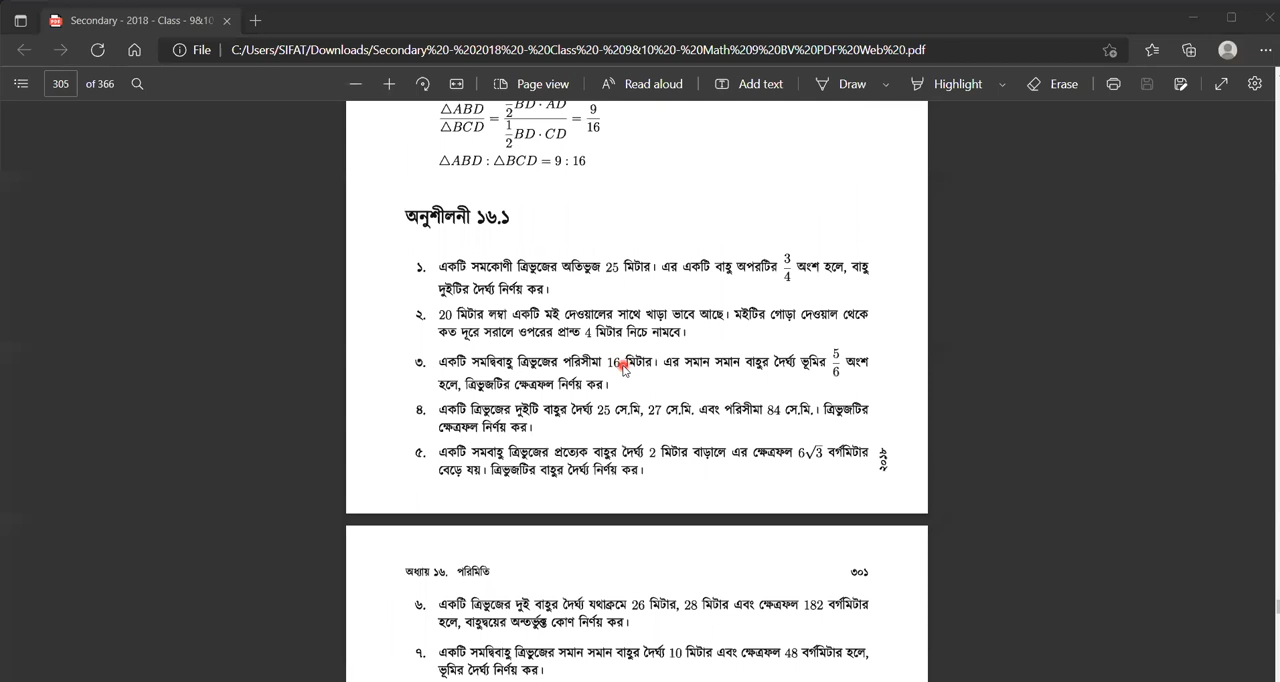 Secondary - 2018 - Class - 9&10
File C:/Users/SIFAT/Downloads/Secondary%20-%202018%20-%20Class%20-%209&10%20-%20Math%209%20BV%20PDF%20Web%20.pdf
305 of 366 Page view Read aloud Add text Draw Highlight Erase
△ABD / △BCD = 1/2 BD · AD / 1/2 BD · CD = 9/16
△ABD : △BCD = 9 : 16
অনুশীলনী ১৬.১
১. একটি সমকোণী ত্রিভুজের অতিভুজ 25 মিটার। এর একটি বাহু অপরটির 3/4 অংশ হলে, বাহু
দুইটির দৈর্ঘ্য নির্ণয় কর।
২. 20 মিটার লম্বা একটি মই দেওয়ালের সাথে খাড়া ভাবে আছে। মইটির গোড়া দেওয়াল থেকে
কত দূরে সরালে ওপরের প্রান্ত 4 মিটার নিচে নামবে।
৩. একটি সমদ্বিবাহু ত্রিভুজের পরিসীমা 16 মিটার। এর সমান সমান বাহুর দৈর্ঘ্য ভূমির 5/6 অংশ
হলে, ত্রিভুজটির ক্ষেত্রফল নির্ণয় কর।
৪. একটি ত্রিভুজের দুইটি বাহুর দৈর্ঘ্য 25 সে.মি, 27 সে.মি. এবং পরিসীমা 84 সে.মি.। ত্রিভুজটির
ক্ষেত্রফল নির্ণয় কর।
৫. একটি সমবাহু ত্রিভুজের প্রত্যেক বাহুর দৈর্ঘ্য 2 মিটার বাড়ালে এর ক্ষেত্রফল 6√3 বর্গমিটার
বেড়ে যয়। ত্রিভুজটির বাহুর দৈর্ঘ্য নির্ণয় কর।
২০১৮
অধ্যায় ১৬. পরিমিতি ৩০১
৬. একটি ত্রিভুজের দুই বাহুর দৈর্ঘ্য যথাক্রমে 26 মিটার, 28 মিটার এবং ক্ষেত্রফল 182 বর্গমিটার
হলে, বাহুদ্বয়ের অন্তর্ভুক্ত কোণ নির্ণয় কর।
৭. একটি সমদ্বিবাহু ত্রিভুজের সমান সমান বাহুর দৈর্ঘ্য 10 মিটার এবং ক্ষেত্রফল 48 বর্গমিটার হলে,
ভূমির দৈর্ঘ্য নির্ণয় কর।